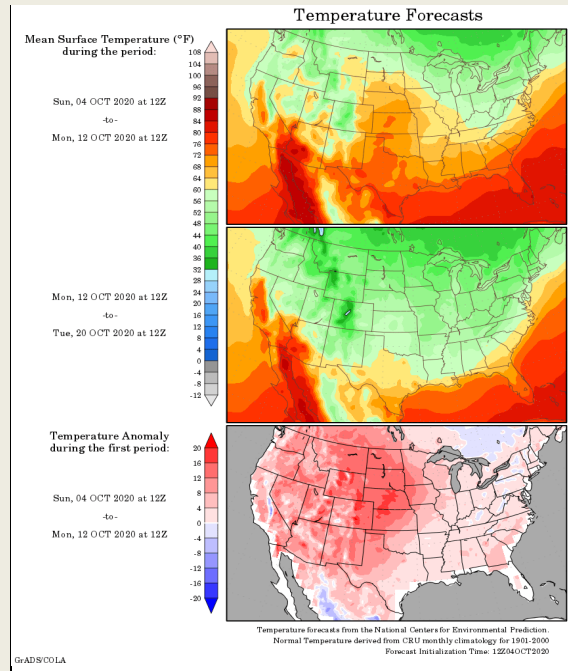 Temperature Forecasts
Mean Surface Temperature (°F)
during the period:
Sun, 04 OCT 2020 at 12Z
-to-
Mon, 12 OCT 2020 at 12Z
108
104
100
96
92
88
84
80
76
72
68
64
60
56
52
48
44
40
36
32
28
24
20
16
12
8
4
0
-4
-8
-12
Mon, 12 OCT 2020 at 12Z
-to-
Tue, 20 OCT 2020 at 12Z
Temperature Anomaly
during the first period:
Sun, 04 OCT 2020 at 12Z
-to-
Mon, 12 OCT 2020 at 12Z
20
16
12
8
4
0
-4
-8
-12
-16
-20
Temperature forecasts from the National Centers for Environmental Prediction.
Normal Temperature derived from CRU monthly climatology for 1901-2000
Forecast Initialization Time: 12Z04OCT2020
GrADS/COLA